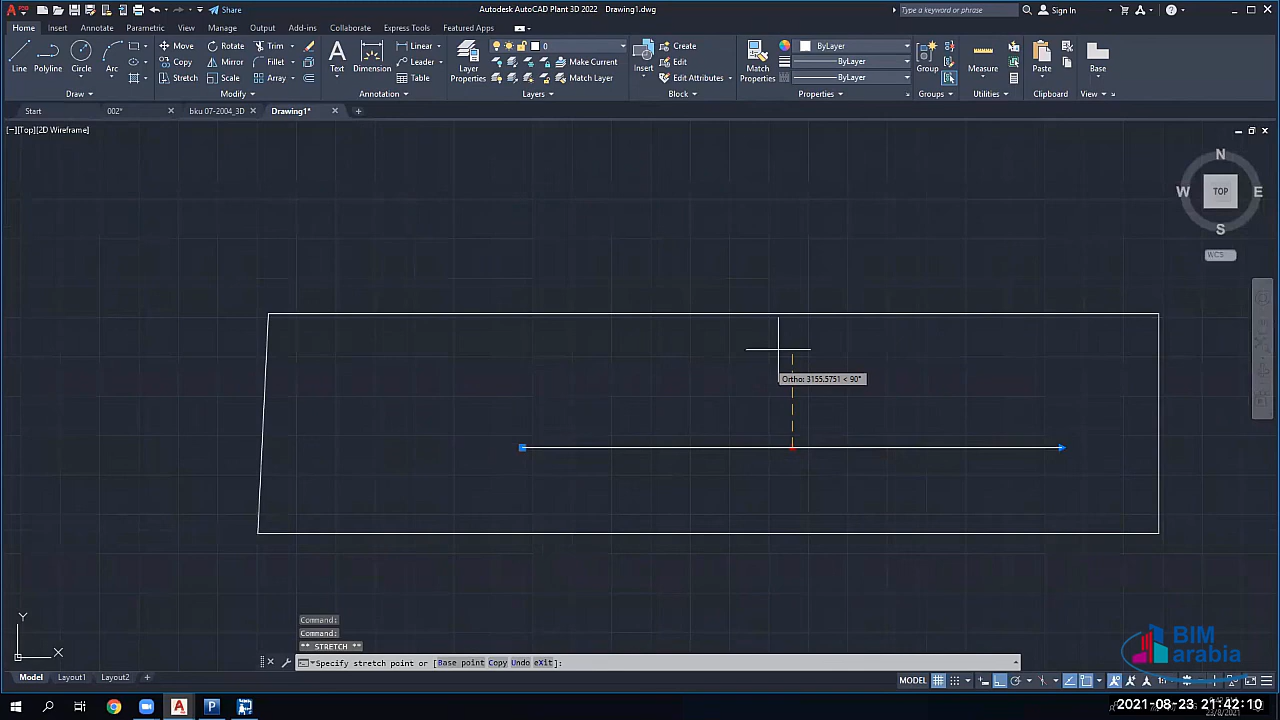 Share
Autodesk AutoCAD Plant 3D 2022 Drawing1.dwg
Type a keyword or phrase
Sign In
Home Insert Annotate Parametric View Manage Output Add-ins Collaborate Express Tools Featured Apps
Line Polyline Circle Arc
Move Rotate Trim
Copy Mirror Fillet
Stretch Scale Array
Text Dimension
Linear
Leader
Table
Layer Properties
0
Make Current
Match Layer
Insert
Create
Edit
Edit Attributes
Match Properties
ByLayer
ByLayer
ByLayer
Group
Measure
Paste
Base
Draw Modify Annotation Layers Block Properties Groups Utilities Clipboard View
Start 002* bku 07-2004_3D Drawing1*
[−][Top][2D Wireframe]
N
W TOP E
S
WCS
Ortho: 3155.5751 < 90°
Y
X
Command:
Command:
** STRETCH **
Specify stretch point or [Base point Copy Undo eXit]:
BIM
arabia
Model Layout1 Layout2
MODEL
2021-08-23 21:42:10